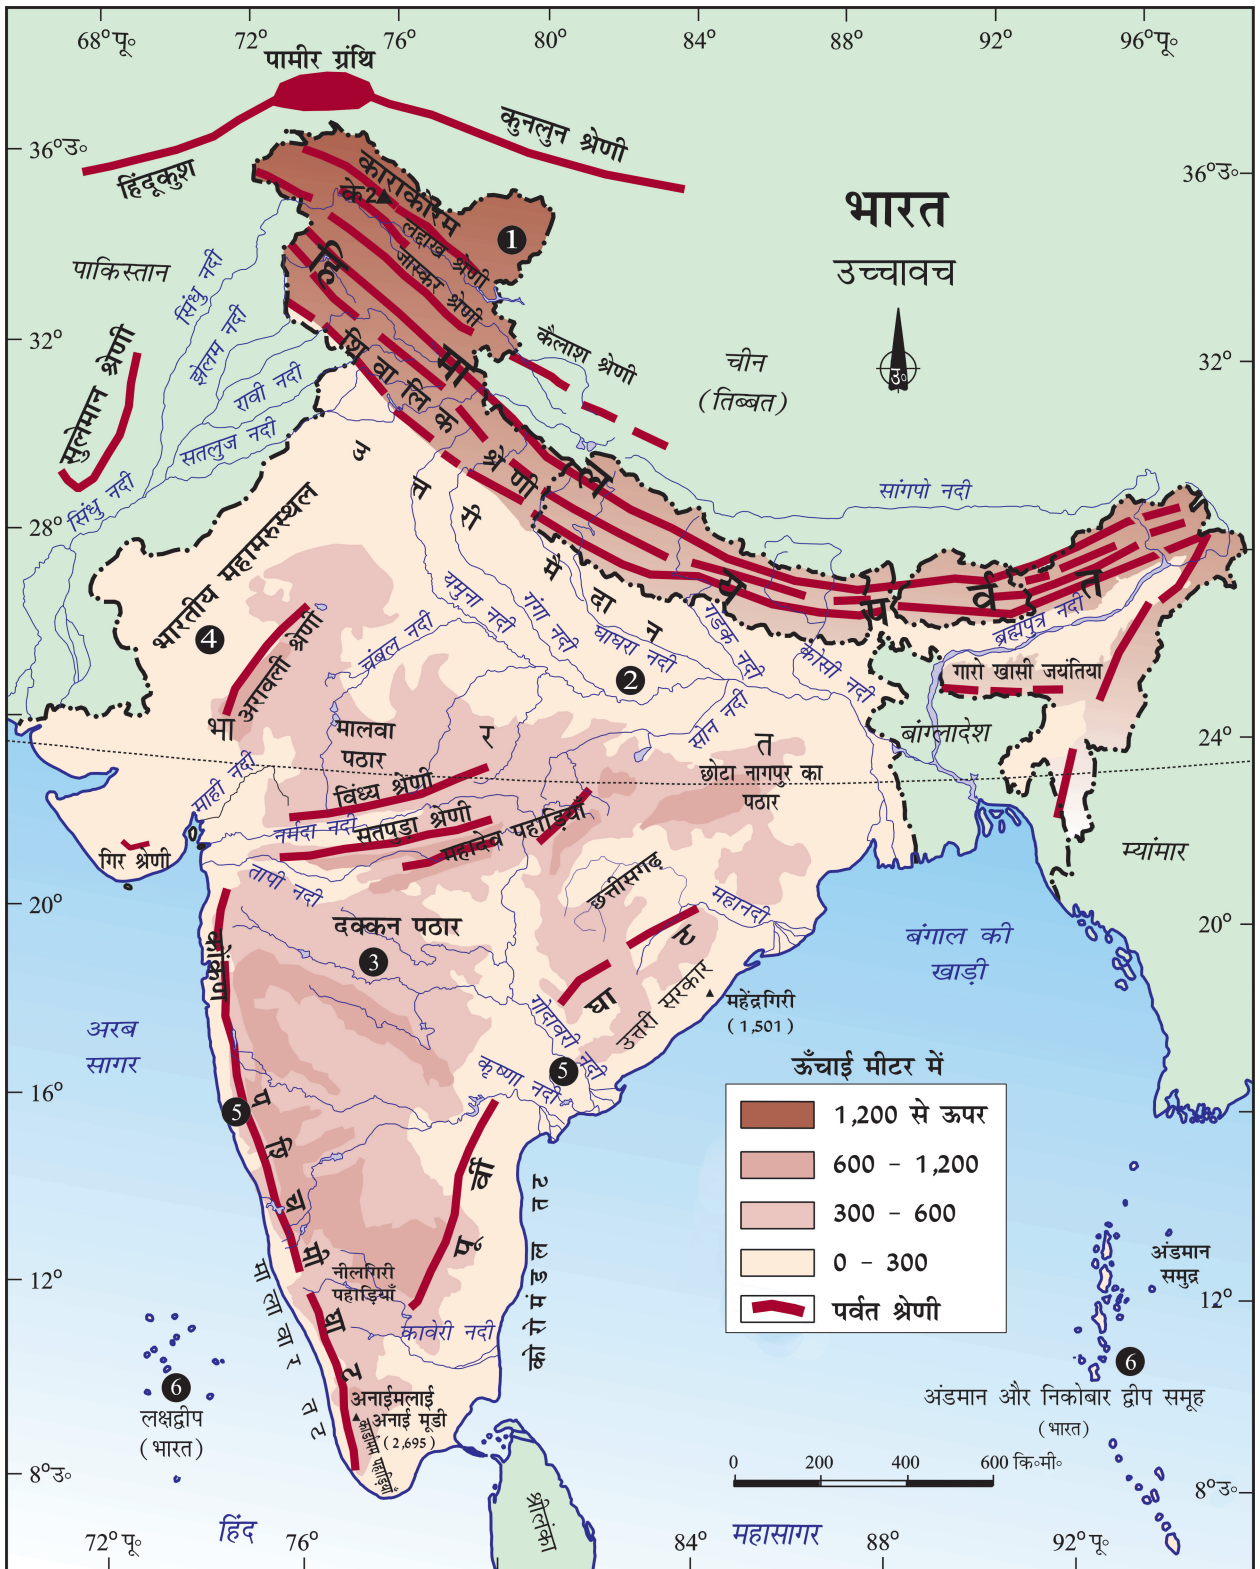 68°पू॰
72°
76°
80°
84°
88°
92°
96°पू॰
पामीर ग्रंथि
कुनलुन श्रेणी
36°उ॰
36°उ॰
हिंदूकुश
काराकोरम
के2
लद्दाख श्रेणी
जास्कर श्रेणी
1
भारत
उच्चावच
उ॰
पाकिस्तान
सिंधु नदी
झेलम नदी
रावी नदी
सतलुज नदी
सिंधु नदी
सुलेमान श्रेणी
32°
32°
कैलाश श्रेणी
चीन
(तिब्बत)
हिमालय पर्वत
शिवालिक श्रेणी
सांगपो नदी
28°
उत्तरी मैदान
भारतीय महामरुस्थल
4
अरावली श्रेणी
यमुना नदी
गंगा नदी
घाघरा नदी
गंडक नदी
कोसी नदी
चंबल नदी
2
सोन नदी
ब्रह्मपुत्र नदी
गारो खासी जयंतिया
बांग्लादेश
24°
भारत
मालवा
पठार
छोटा नागपुर का
पठार
माही नदी
विंध्य श्रेणी
नर्मदा नदी
सतपुड़ा श्रेणी
महादेव पहाड़ियाँ
गिर श्रेणी
तापी नदी
म्यांमार
छत्तीसगढ़
महानदी
20°
20°
दक्कन पठार
3
कोंकण
बंगाल की
खाड़ी
उत्तरी सरकार
महेंद्रगिरी
(1,501)
अरब
सागर
गोदावरी नदी
कृष्णा नदी
5
5
16°
पश्चिमी घाट
पूर्वी घाट
ऊँचाई मीटर में
1,200 से ऊपर
600 - 1,200
300 - 600
0 - 300
पर्वत श्रेणी
कोरोमंडल तट
मालाबार तट
12°
12°
नीलगिरी
पहाड़ियाँ
कावेरी नदी
अंडमान
समुद्र
6
लक्षद्वीप
(भारत)
अनाईमलाई
अनाई मूडी
(2,695)
कार्डामम पहाड़ियाँ
6
अंडमान और निकोबार द्वीप समूह
(भारत)
0 200 400 600 कि॰मी॰
8°उ॰
8°उ॰
श्रीलंका
हिंद
महासागर
72°पू॰
76°
84°
88°
92°पू॰